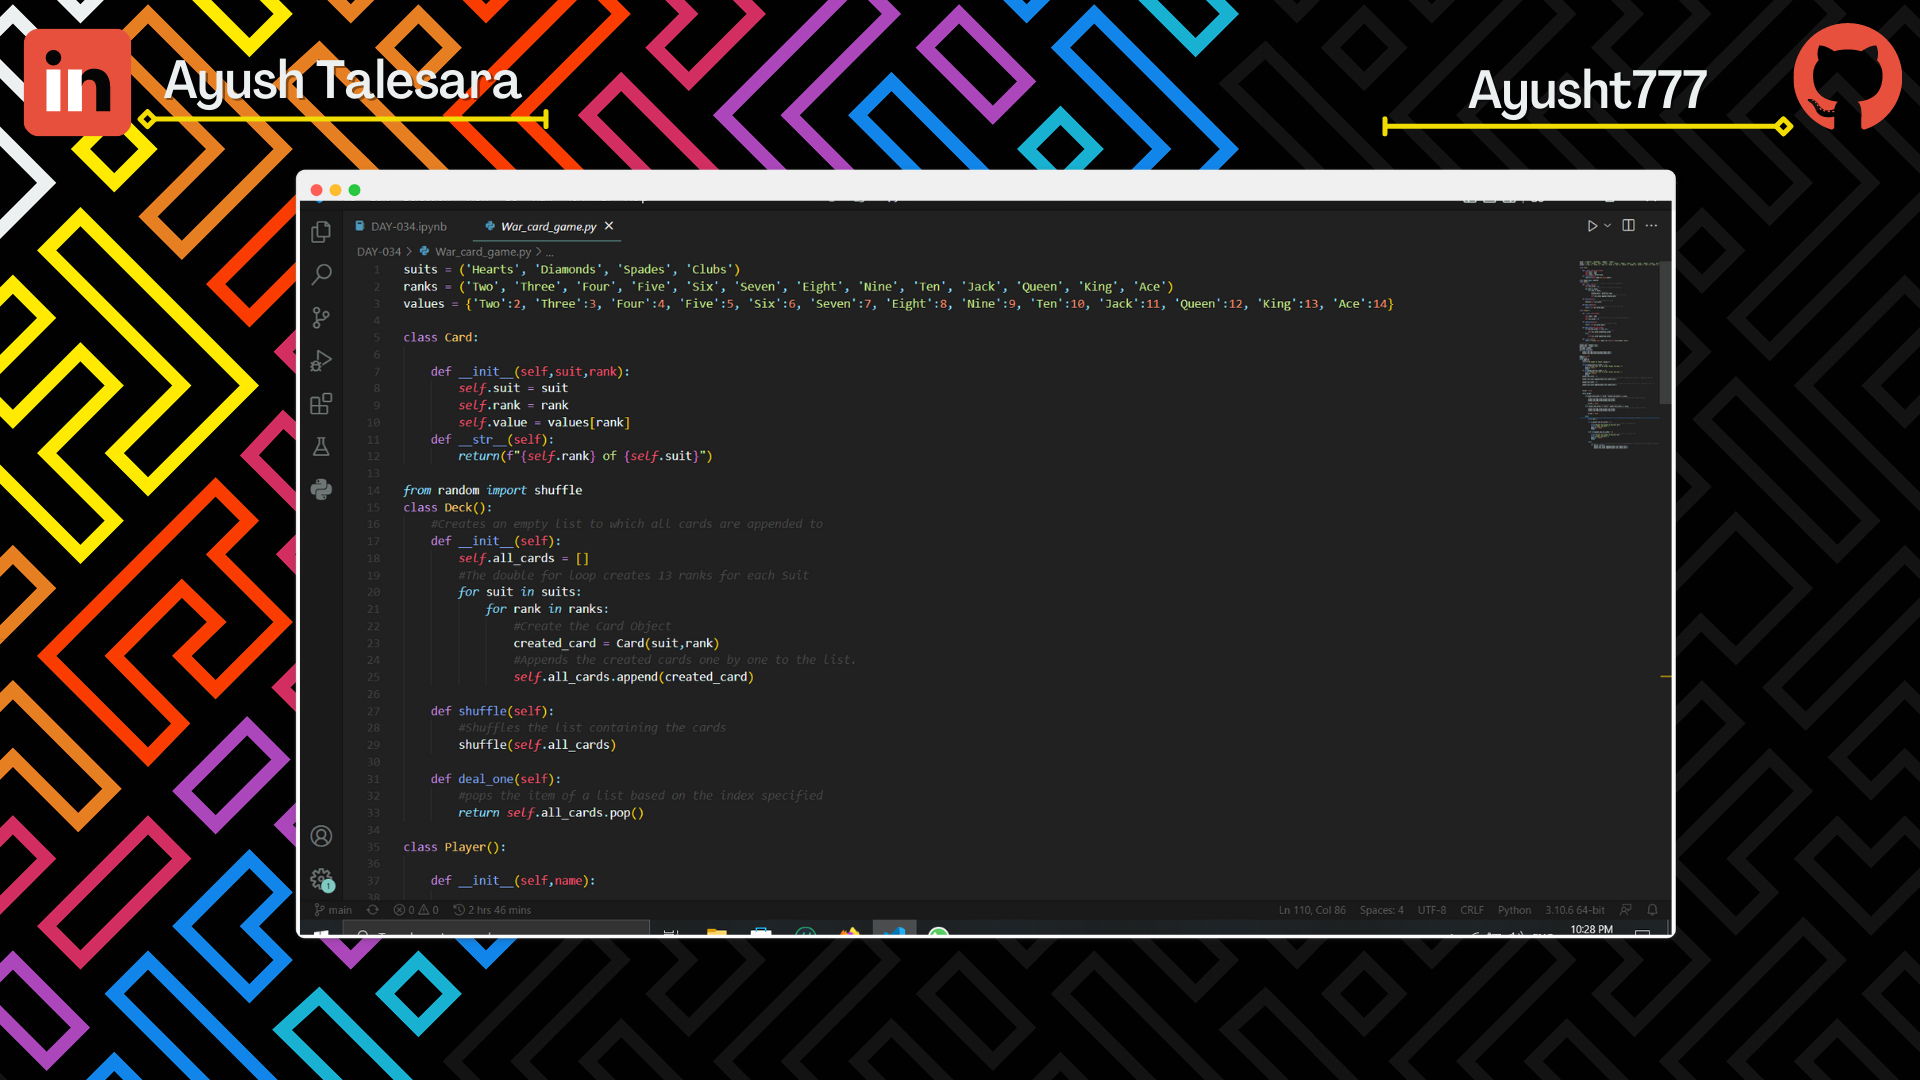 in Ayush Talesara
Ayusht777
DAY-034.ipynb War_card_game.py
DAY-034 > War_card_game.py > ...
1 suits = ('Hearts', 'Diamonds', 'Spades', 'Clubs')
2 ranks = ('Two', 'Three', 'Four', 'Five', 'Six', 'Seven', 'Eight', 'Nine', 'Ten', 'Jack', 'Queen', 'King', 'Ace')
3 values = {'Two':2, 'Three':3, 'Four':4, 'Five':5, 'Six':6, 'Seven':7, 'Eight':8, 'Nine':9, 'Ten':10, 'Jack':11, 'Queen':12, 'King':13, 'Ace':14}
4
5 class Card:
6
7     def __init__(self,suit,rank):
8         self.suit = suit
9         self.rank = rank
10         self.value = values[rank]
11     def __str__(self):
12         return(f"{self.rank} of {self.suit}")
13
14 from random import shuffle
15 class Deck():
16     #Creates an empty list to which all cards are appended to
17     def __init__(self):
18         self.all_cards = []
19         #The double for loop creates 13 ranks for each Suit
20         for suit in suits:
21             for rank in ranks:
22                 #Create the Card Object
23                 created_card = Card(suit,rank)
24                 #Appends the created cards one by one to the list.
25                 self.all_cards.append(created_card)
26
27     def shuffle(self):
28         #Shuffles the list containing the cards
29         shuffle(self.all_cards)
30
31     def deal_one(self):
32         #pops the item of a list based on the index specified
33         return self.all_cards.pop()
34
35 class Player():
36
37     def __init__(self,name):
38
main 0 0 2 hrs 46 mins Ln 110, Col 86 Spaces: 4 UTF-8 CRLF Python 3.10.6 64-bit
10:28 PM